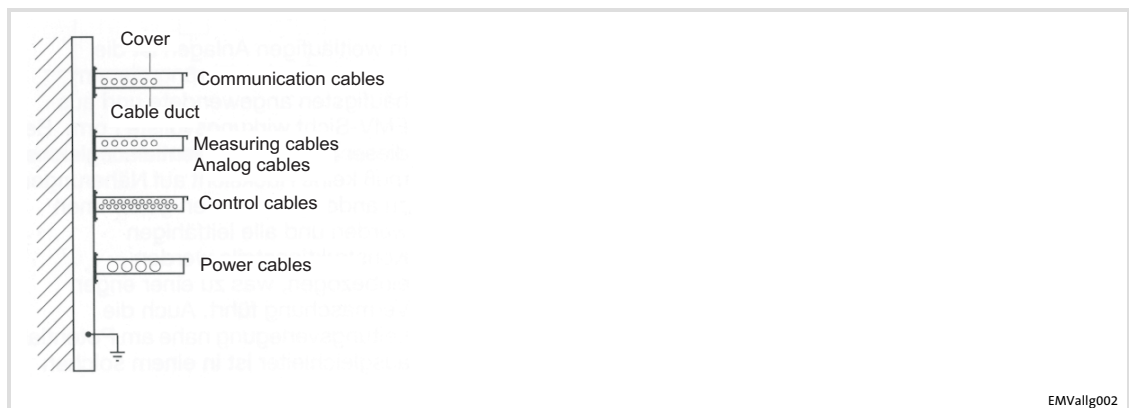 Cover
Communication cables
Cable duct
Measuring cables
Analog cables
Control cables
Power cables
EMVallg002